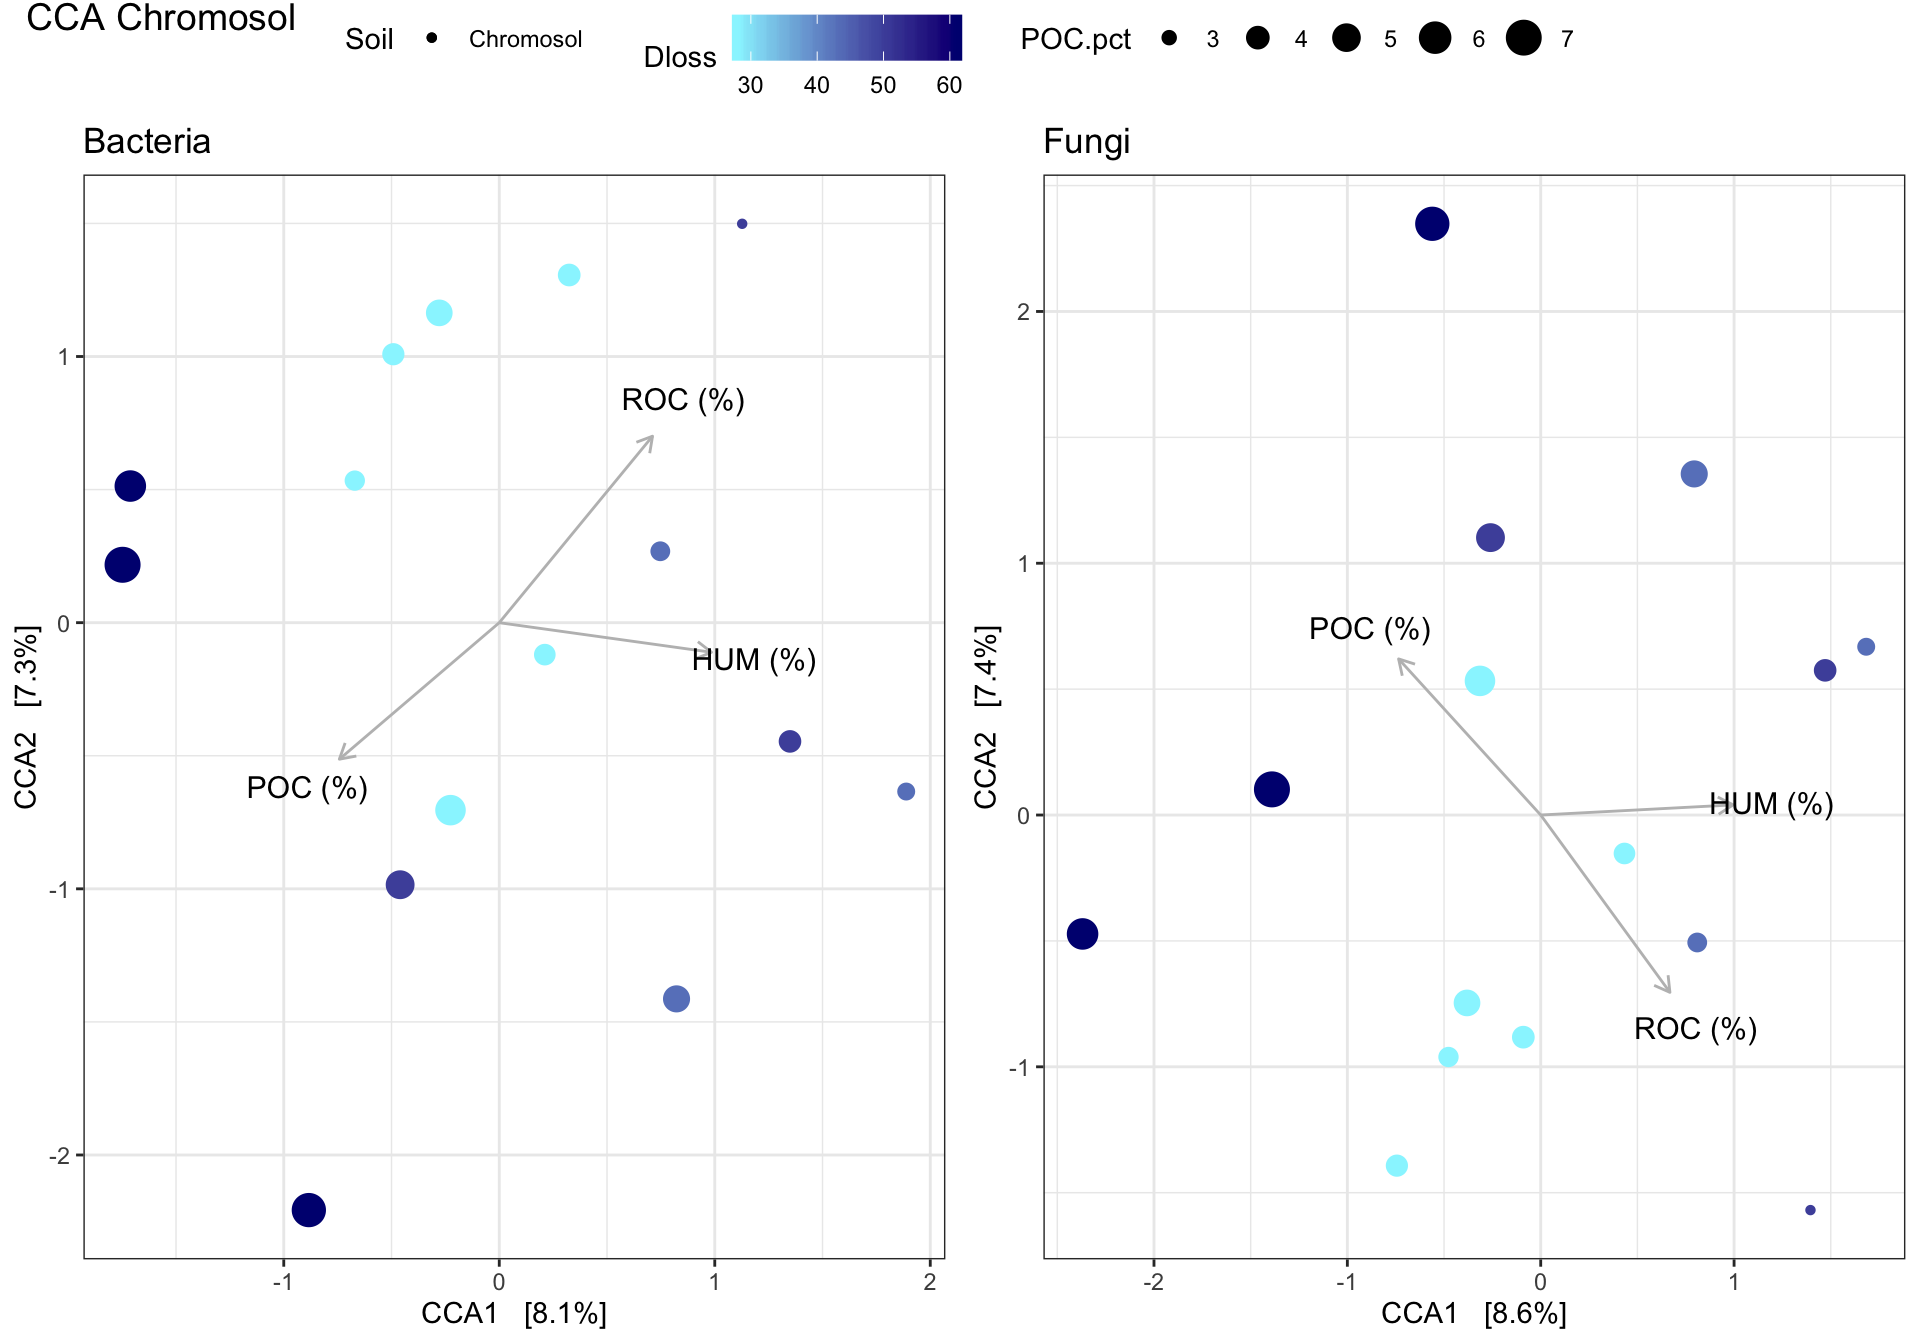 CCA Chromosol
Soil Chromosol
Dloss 30 40 50 60
POC.pct 3 4 5 6 7
Bacteria
1
0
-1
-2
CCA2 [7.3%]
ROC (%)
HUM (%)
POC (%)
-1 0 1 2
CCA1 [8.1%]
Fungi
2
1
0
-1
CCA2 [7.4%]
POC (%)
HUM (%)
ROC (%)
-2 -1 0 1
CCA1 [8.6%]